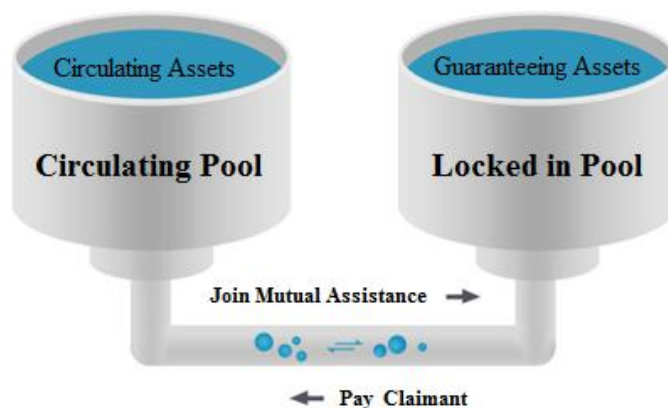 Circulating Assets
Guaranteeing Assets
Circulating Pool
Locked in Pool
Join Mutual Assistance
Pay Claimant